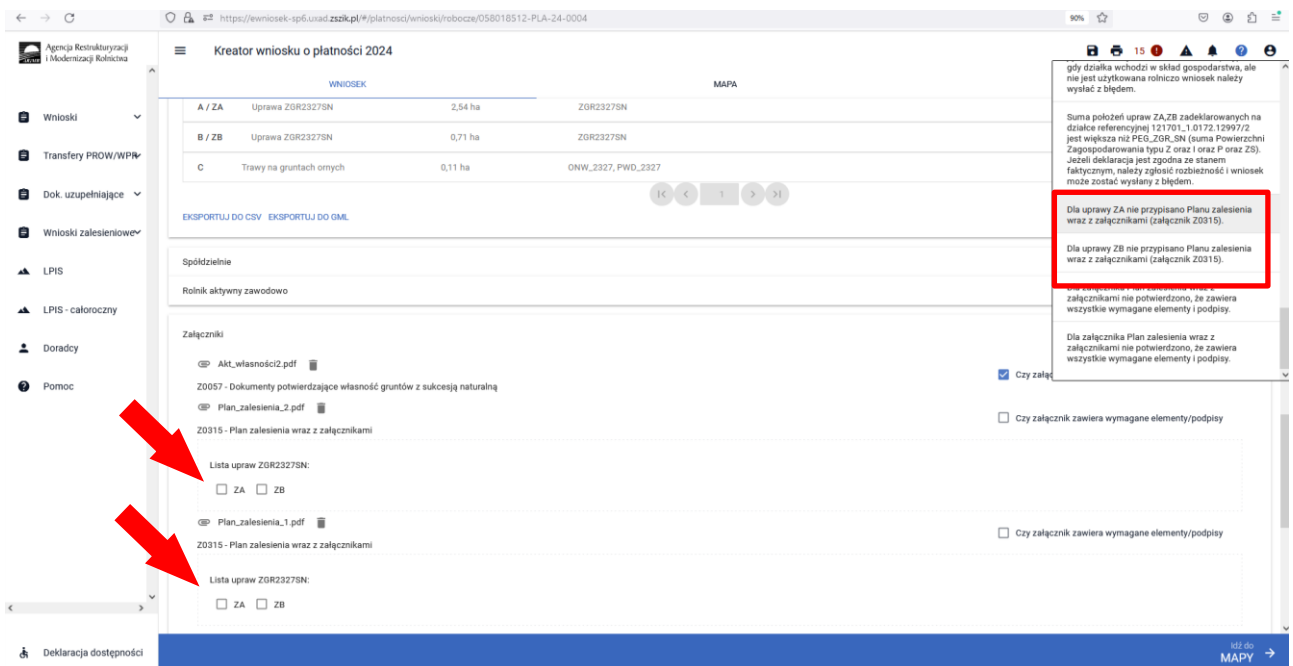 https://ewniosek-sp6.uxad.zszik.pl/#/platnosci/wnioski/robocze/058018512-PLA-24-0004
90%
Agencja Restrukturyzacji
i Modernizacji Rolnictwa
Kreator wniosku o płatności 2024
15
WNIOSEK
MAPA
Wnioski
Transfery PROW/WPR
Dok. uzupełniające
Wnioski zalesieniowe
LPIS
LPIS - całoroczny
Doradcy
Pomoc
Deklaracja dostępności
A / ZA Uprawa ZGR2327SN 2,54 ha ZGR2327SN
B / ZB Uprawa ZGR2327SN 0,71 ha ZGR2327SN
C Trawy na gruntach ornych 0,11 ha ONW_2327, PWD_2327
1
EKSPORTUJ DO CSV EKSPORTUJ DO GML
Spółdzielnie
Rolnik aktywny zawodowo
Załączniki
Akt_własności2.pdf
Z0057 - Dokumenty potwierdzające własność gruntów z sukcesją naturalną
Czy załąc
Plan_zalesienia_2.pdf
Z0315 - Plan zalesienia wraz z załącznikami
Czy załącznik zawiera wymagane elementy/podpisy
Lista upraw ZGR2327SN:
ZA ZB
Plan_zalesienia_1.pdf
Z0315 - Plan zalesienia wraz z załącznikami
Czy załącznik zawiera wymagane elementy/podpisy
Lista upraw ZGR2327SN:
ZA ZB
gdy działka wchodzi w skład gospodarstwa, ale
nie jest użytkowana rolniczo wniosek należy
wysłać z błędem.
Suma położeń upraw ZA,ZB zadeklarowanych na
działce referencyjnej 121701_1.0172.12997/2
jest większa niż PEG_ZGR_SN (suma Powierzchni
Zagospodarowania typu Z oraz I oraz P oraz ZS).
Jeżeli deklaracja jest zgodna ze stanem
faktycznym, należy zgłosić rozbieżność i wniosek
może zostać wysłany z błędem.
Dla uprawy ZA nie przypisano Planu zalesienia
wraz z załącznikami (załącznik Z0315).
Dla uprawy ZB nie przypisano Planu zalesienia
wraz z załącznikami (załącznik Z0315).
Dla załącznika Plan zalesienia wraz z
załącznikami nie potwierdzono, że zawiera
wszystkie wymagane elementy i podpisy.
Dla załącznika Plan zalesienia wraz z
załącznikami nie potwierdzono, że zawiera
wszystkie wymagane elementy i podpisy.
Idź do
MAPY